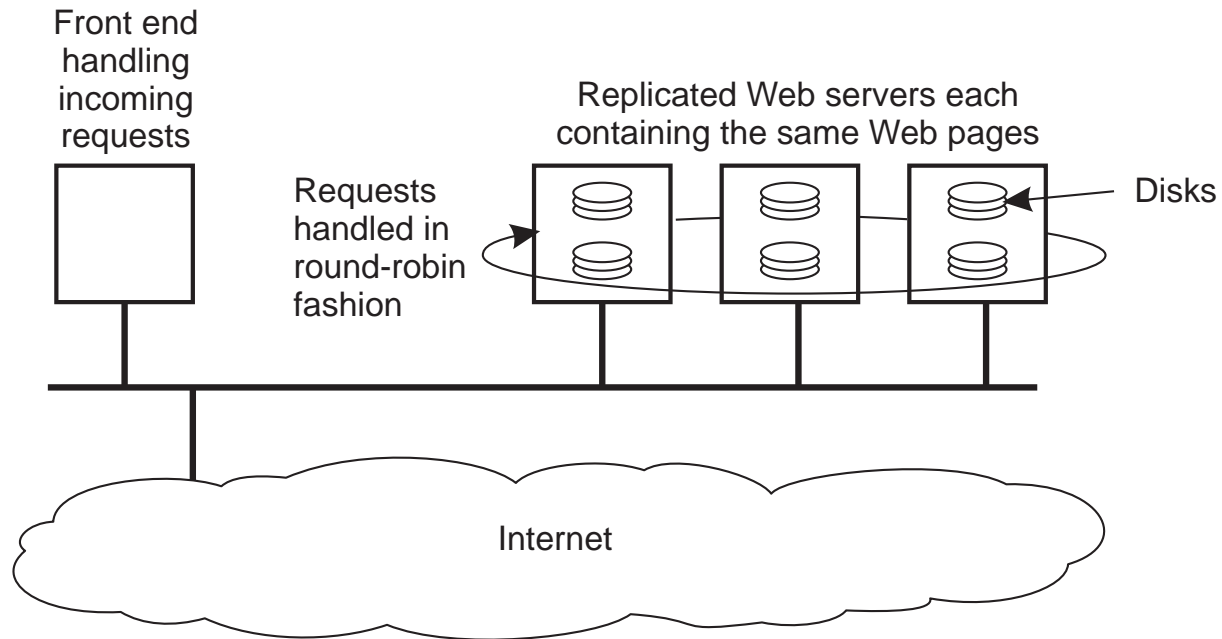 Front end
handling
incoming
requests
Replicated Web servers each
containing the same Web pages
Requests
handled in
round-robin
fashion
Disks
Internet